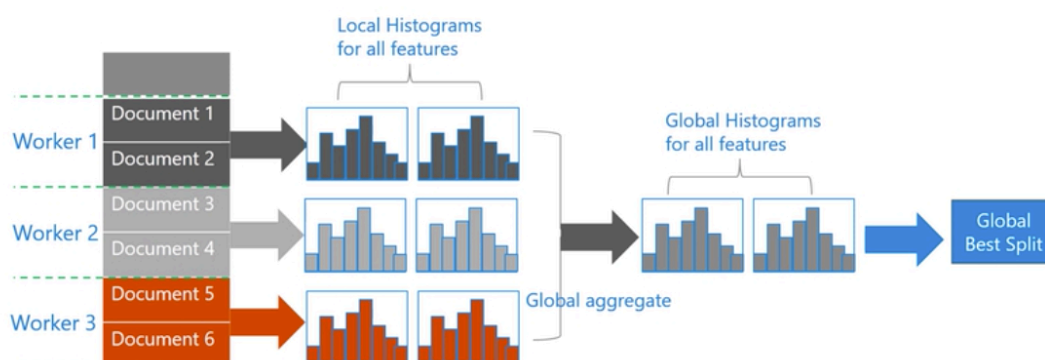 Local Histograms
for all features
Worker 1
Document 1
Document 2
Global Histograms
for all features
Worker 2
Document 3
Document 4
Global
Best Split
Worker 3
Document 5
Document 6
Global aggregate